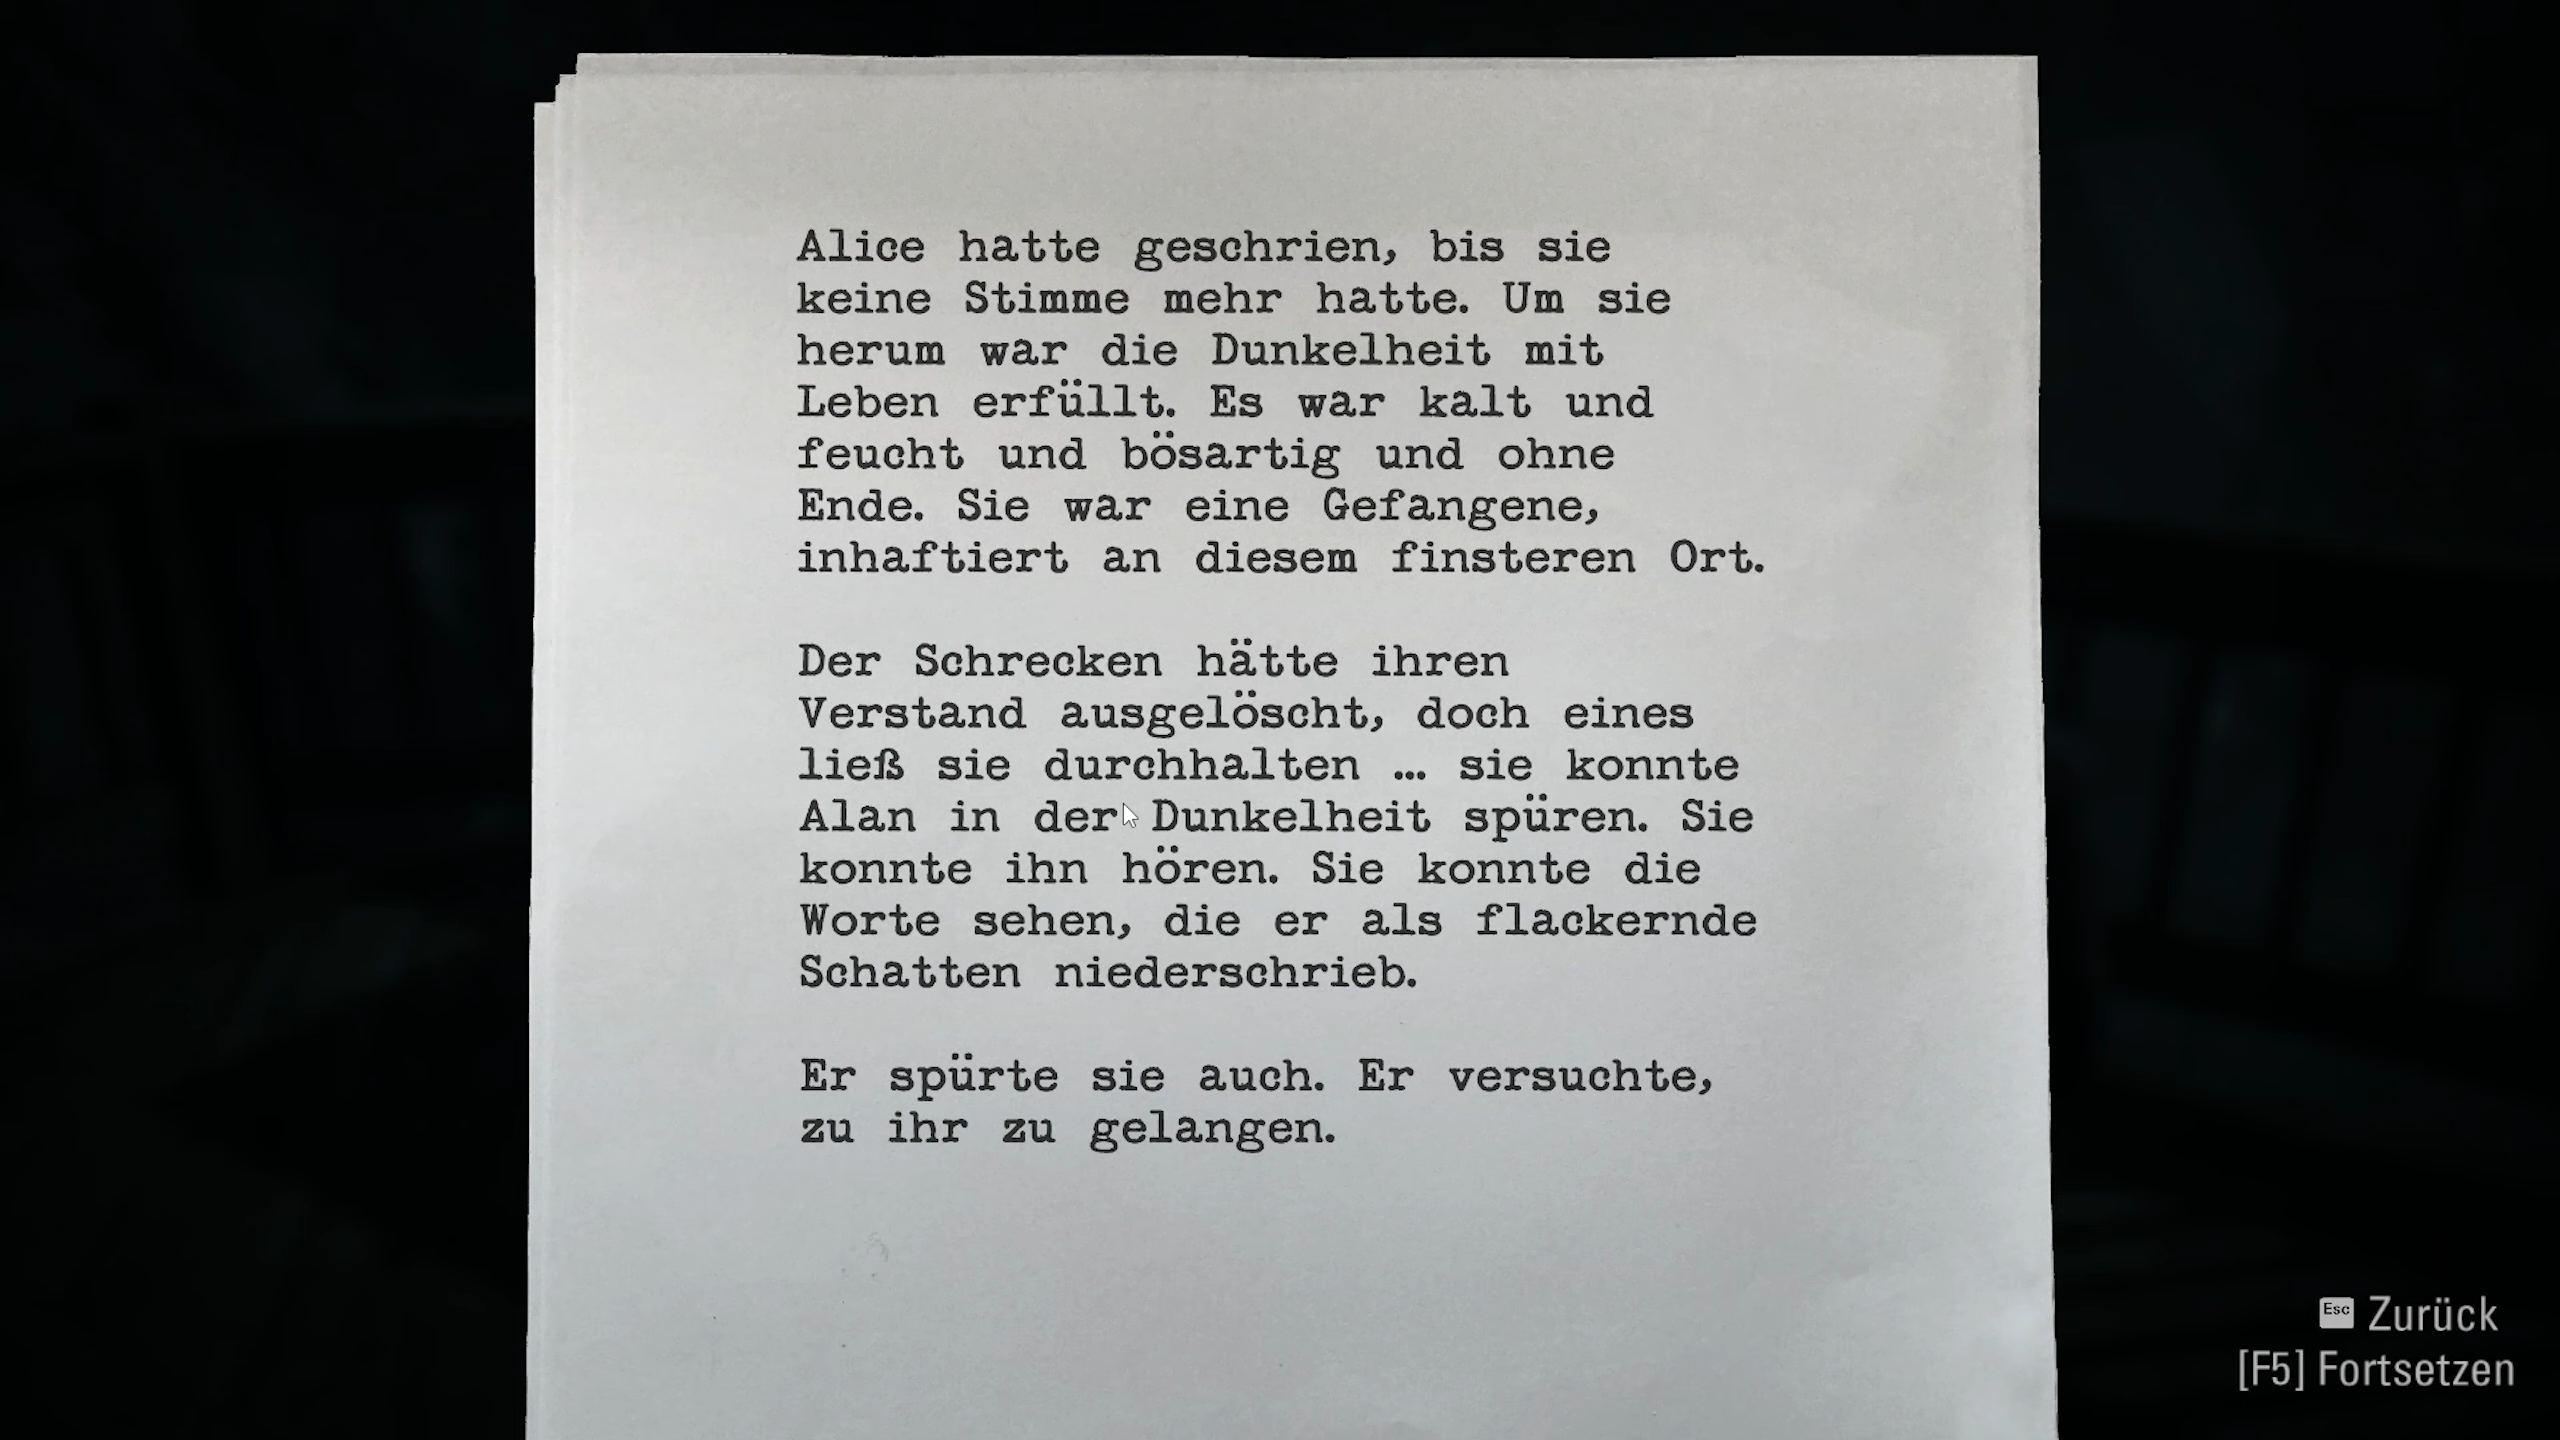 Alice hatte geschrien, bis sie
keine Stimme mehr hatte. Um sie
herum war die Dunkelheit mit
Leben erfüllt. Es war kalt und
feucht und bösartig und ohne
Ende. Sie war eine Gefangene,
inhaftiert an diesem finsteren Ort.
Der Schrecken hätte ihren
Verstand ausgelöscht, doch eines
ließ sie durchhalten … sie konnte
Alan in der Dunkelheit spüren. Sie
konnte ihn hören. Sie konnte die
Worte sehen, die er als flackernde
Schatten niederschrieb.
Er spürte sie auch. Er versuchte,
zu ihr zu gelangen.
Esc Zurück
[F5] Fortsetzen